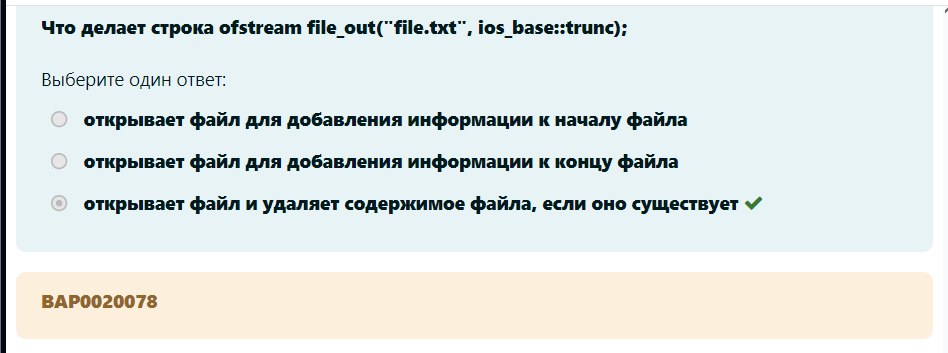 Что делает строка ofstream file_out("file.txt", ios_base::trunc);
Выберите один ответ:
открывает файл для добавления информации к началу файла
открывает файл для добавления информации к концу файла
открывает файл и удаляет содержимое файла, если оно существует
BAP0020078